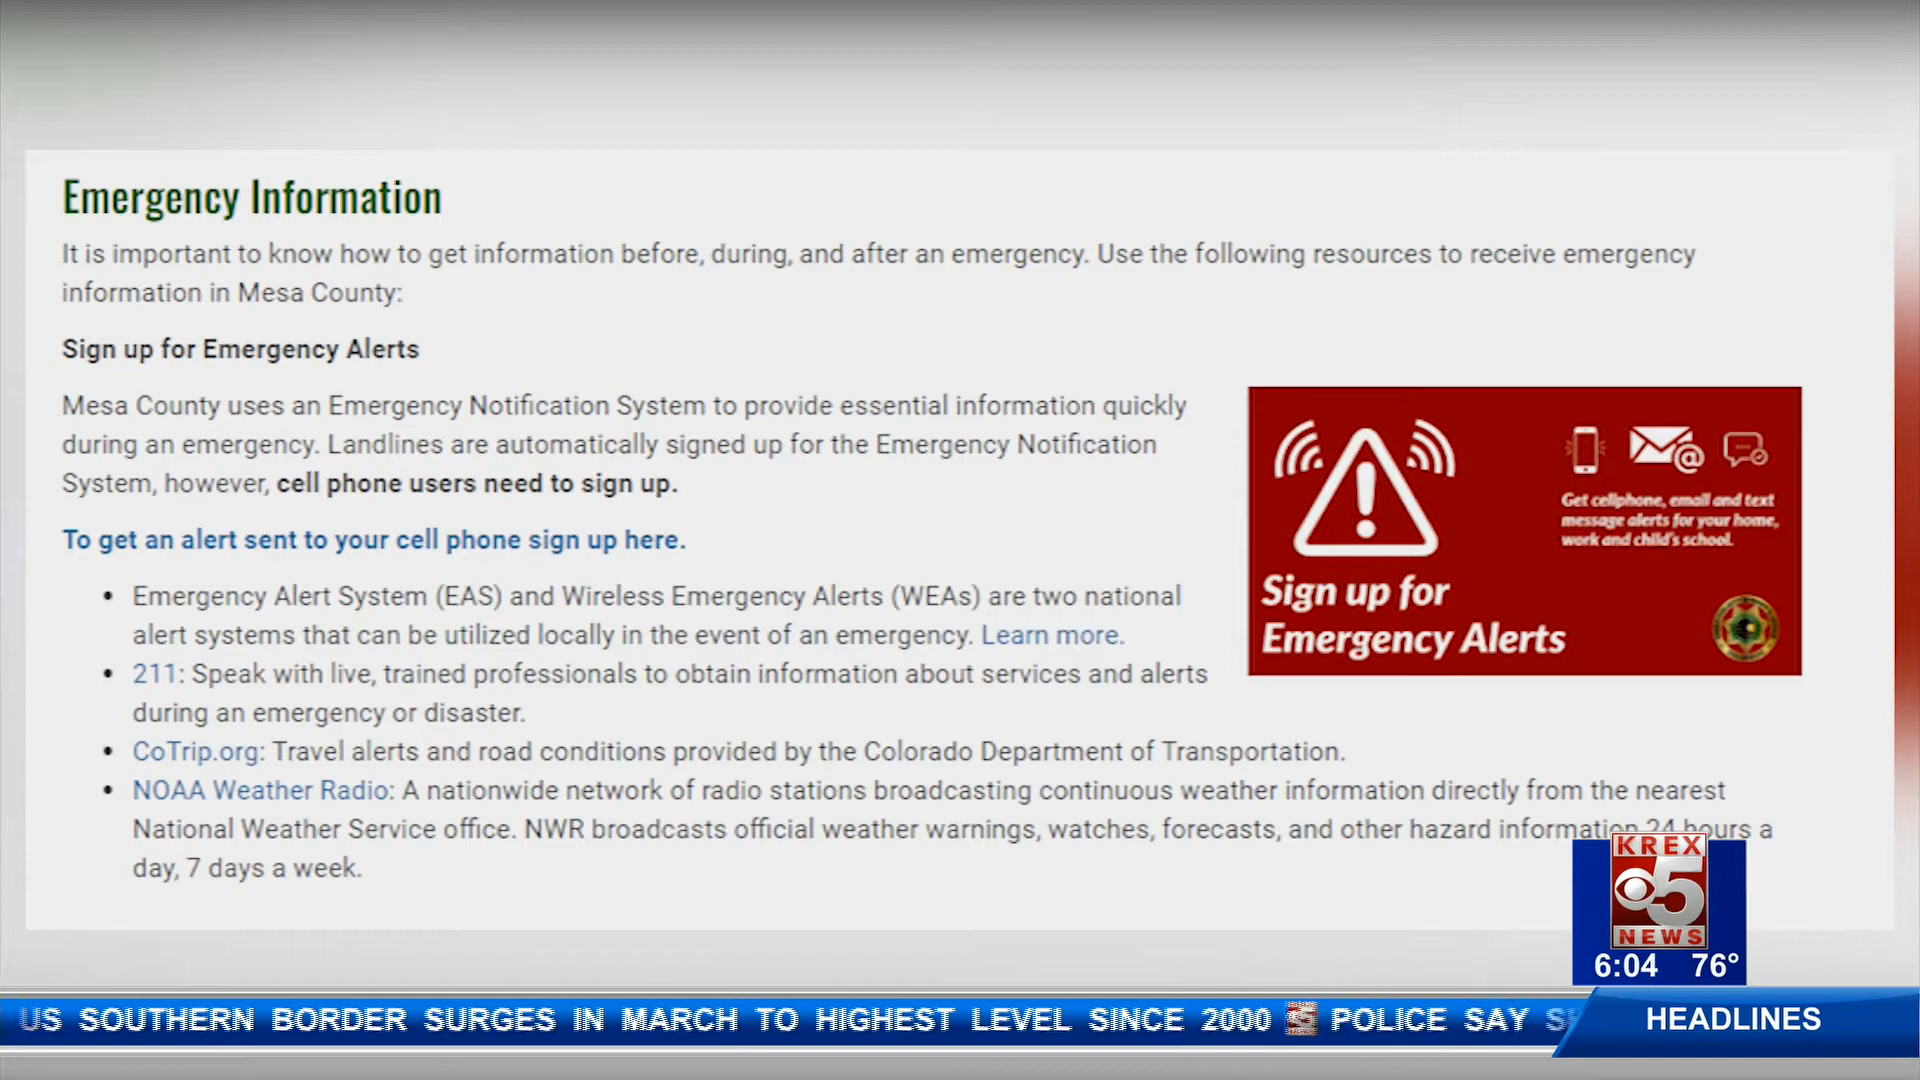 Emergency Information
It is important to know how to get information before, during, and after an emergency. Use the following resources to receive emergency
information in Mesa County:
Sign up for Emergency Alerts
Mesa County uses an Emergency Notification System to provide essential information quickly
during an emergency. Landlines are automatically signed up for the Emergency Notification
System, however, cell phone users need to sign up.
To get an alert sent to your cell phone sign up here.
• Emergency Alert System (EAS) and Wireless Emergency Alerts (WEAs) are two national
alert systems that can be utilized locally in the event of an emergency. Learn more.
• 211: Speak with live, trained professionals to obtain information about services and alerts
during an emergency or disaster.
• CoTrip.org: Travel alerts and road conditions provided by the Colorado Department of Transportation.
• NOAA Weather Radio: A nationwide network of radio stations broadcasting continuous weather information directly from the nearest
National Weather Service office. NWR broadcasts official weather warnings, watches, forecasts, and other hazard information 24 hours a
day, 7 days a week.
Get cellphone, email and text
message alerts for your home,
work and child's school.
Sign up for
Emergency Alerts
KREX
5
NEWS
6:04 76°
US SOUTHERN BORDER SURGES IN MARCH TO HIGHEST LEVEL SINCE 2000 5 POLICE SAY
HEADLINES